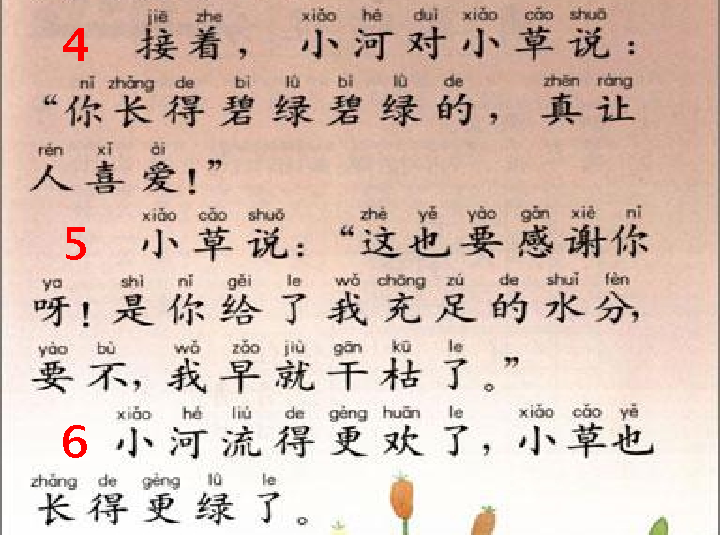 jiē zhe xiǎo hé duì xiǎo cǎo shuō
4 接着，小河对小草说：
nǐ zhǎng de bì lǜ bì lǜ de zhēn ràng
“你长得碧绿碧绿的，真让
rén xǐ ài
人喜爱！”
xiǎo cǎo shuō zhè yě yào gǎn xiè nǐ
5 小草说：“这也要感谢你
ya shì nǐ gěi le wǒ chōng zú de shuǐ fèn
呀！是你给了我充足的水分，
yào bù wǒ zǎo jiù gān kū le
要不，我早就干枯了。”
xiǎo hé liú de gèng huān le xiǎo cǎo yě
6 小河流得更欢了，小草也
zhǎng de gèng lǜ le
长得更绿了。